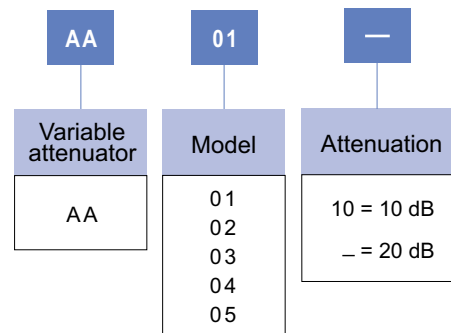 AA 01 —
Variable
attenuator
Model
Attenuation
AA
01
02
03
04
05
10 = 10 dB
_ = 20 dB